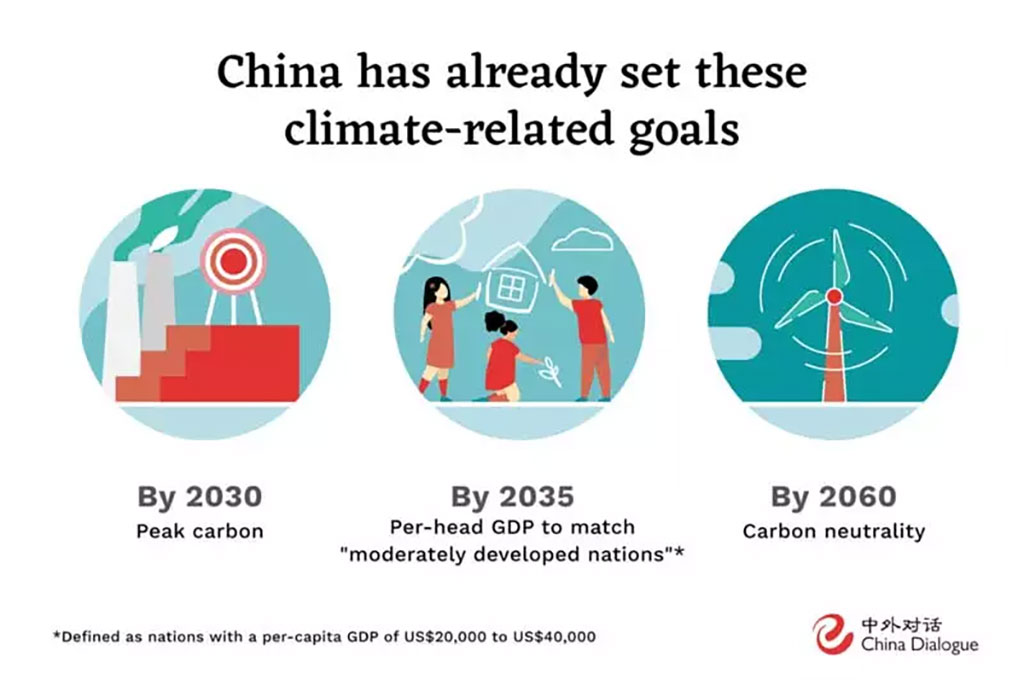 China has already set these
climate-related goals
By 2030
Peak carbon
By 2035
Per-head GDP to match
"moderately developed nations"*
By 2060
Carbon neutrality
*Defined as nations with a per-capita GDP of US$20,000 to US$40,000
中外对话
China Dialogue